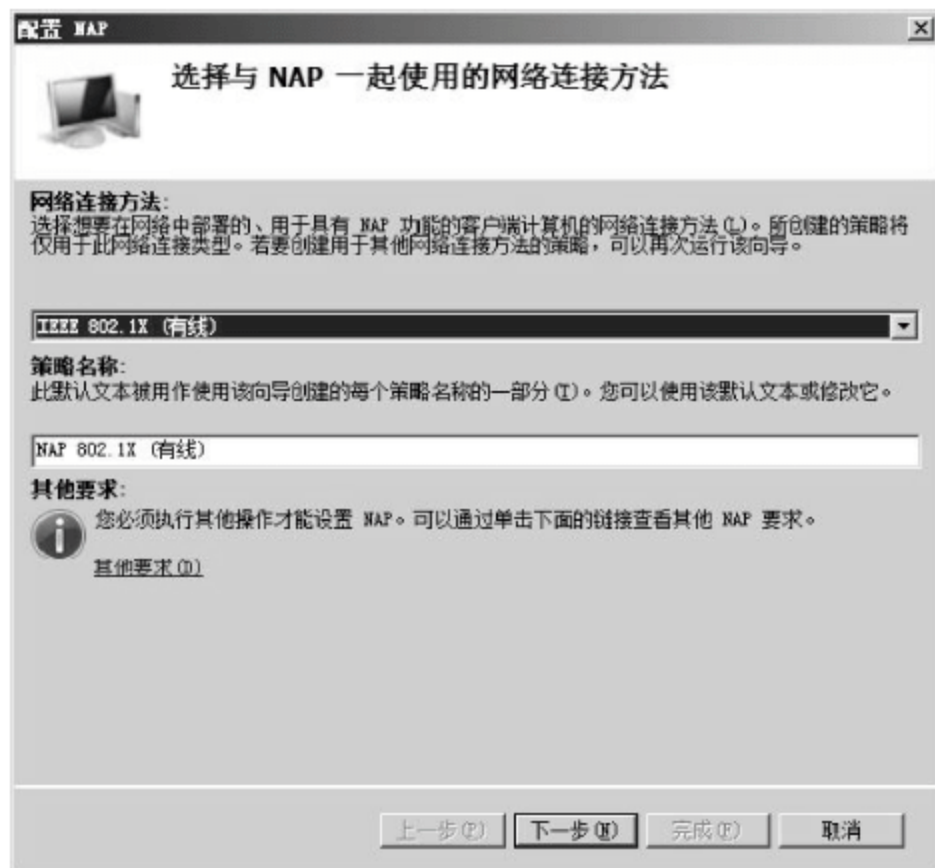 配置 NAP
选择与 NAP 一起使用的网络连接方法
网络连接方法:
选择想要在网络中部署的、用于具有 NAP 功能的客户端计算机的网络连接方法(L)。所创建的策略将
仅用于此网络连接类型。若要创建用于其他网络连接方法的策略，可以再次运行该向导。
IEEE 802.1X (有线)
策略名称:
此默认文本被用作使用该向导创建的每个策略名称的一部分(T)。您可以使用该默认文本或修改它。
NAP 802.1X (有线)
其他要求:
您必须执行其他操作才能设置 NAP。可以通过单击下面的链接查看其他 NAP 要求。
其他要求(D)
上一步(P) 下一步(N) 完成(F) 取消